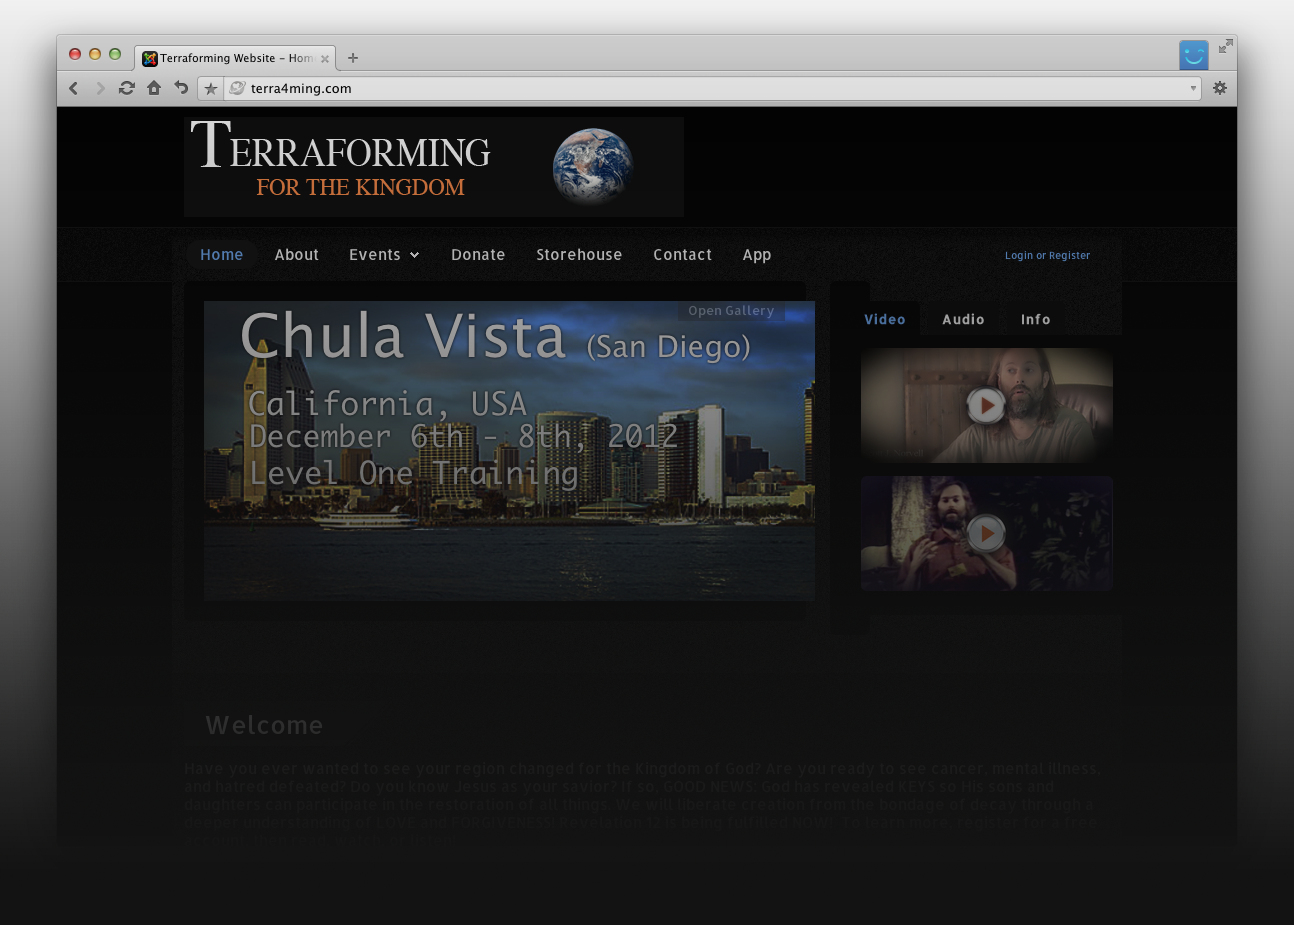 Terraforming Website – Hom
terra4ming.com
TERRAFORMING
FOR THE KINGDOM
Home About Events Donate Storehouse Contact App
Login or Register
Open Gallery
Chula Vista (San Diego)
California, USA
December 6th - 8th, 2012
Level One Training
Video Audio Info
Welcome
Have you ever wanted to see your region changed for the Kingdom of God? Are you ready to see cancer, mental illness,
and hatred defeated? Do you know Jesus as your savior? If so, GOOD NEWS: God has revealed KEYS so His sons and
daughters can participate in the restoration of all things. We will liberate creation from the bondage of decay through a
deeper understanding of LOVE and FORGIVENESS! Revelation is being fulfilled NOW! To learn more, register for a free